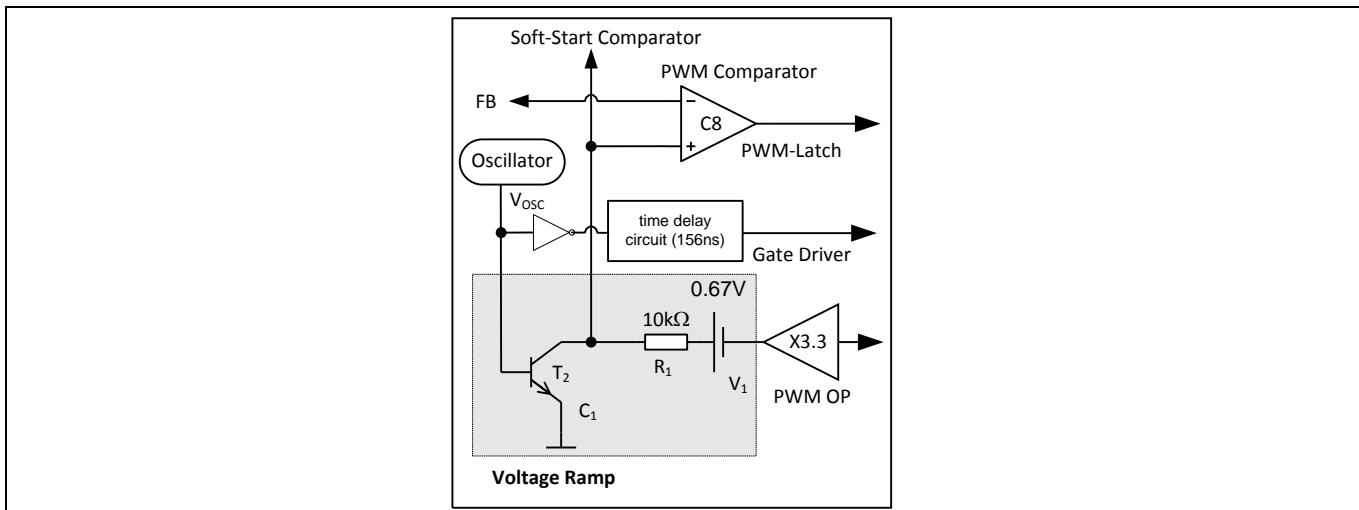 Soft-Start Comparator
PWM Comparator
FB
−
C8
+
PWM-Latch
Oscillator
VOSC
time delay
circuit (156ns)
Gate Driver
0.67V
10kΩ
X3.3
R1
V1
PWM OP
T2
C1
Voltage Ramp